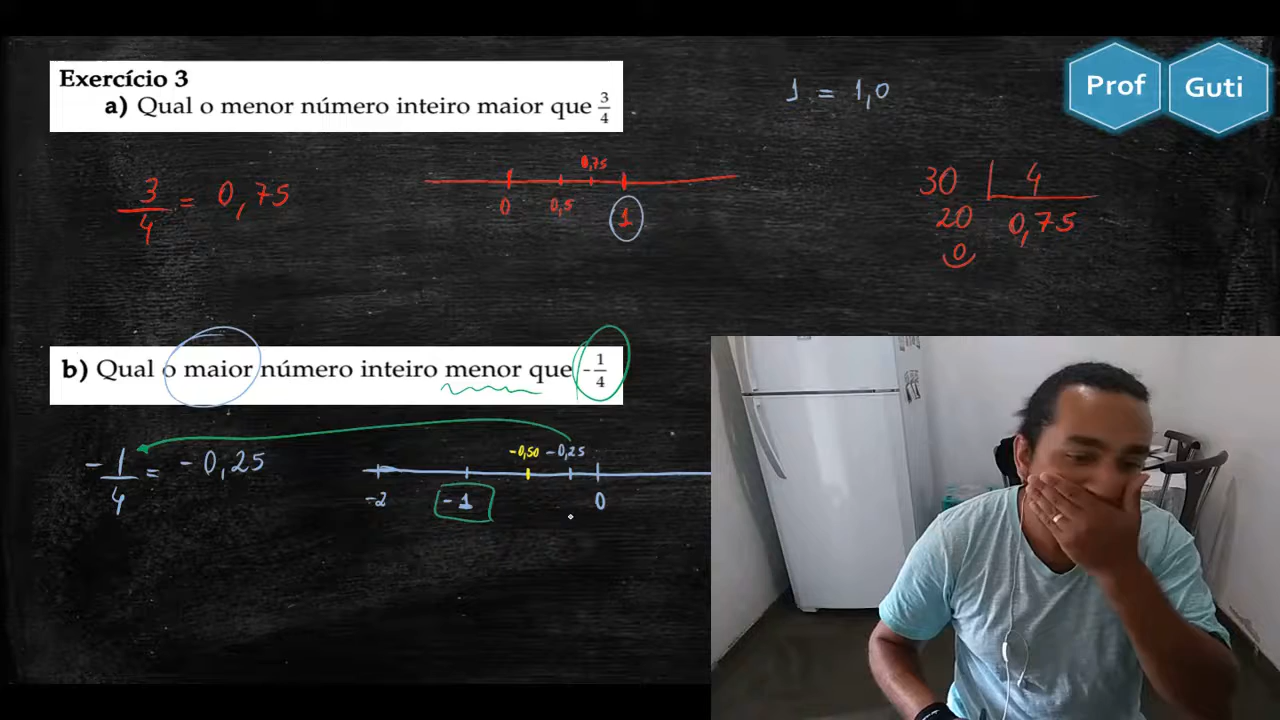 Exercício 3
a) Qual o menor número inteiro maior que 3/4
1 = 1,0
Prof Guti
3/4 = 0,75
0,75
0 0,5 1
30 | 4
20 0,75
0
b) Qual o maior número inteiro menor que -1/4
-1/4 = -0,25
-0,50 -0,25
-2 -1 0